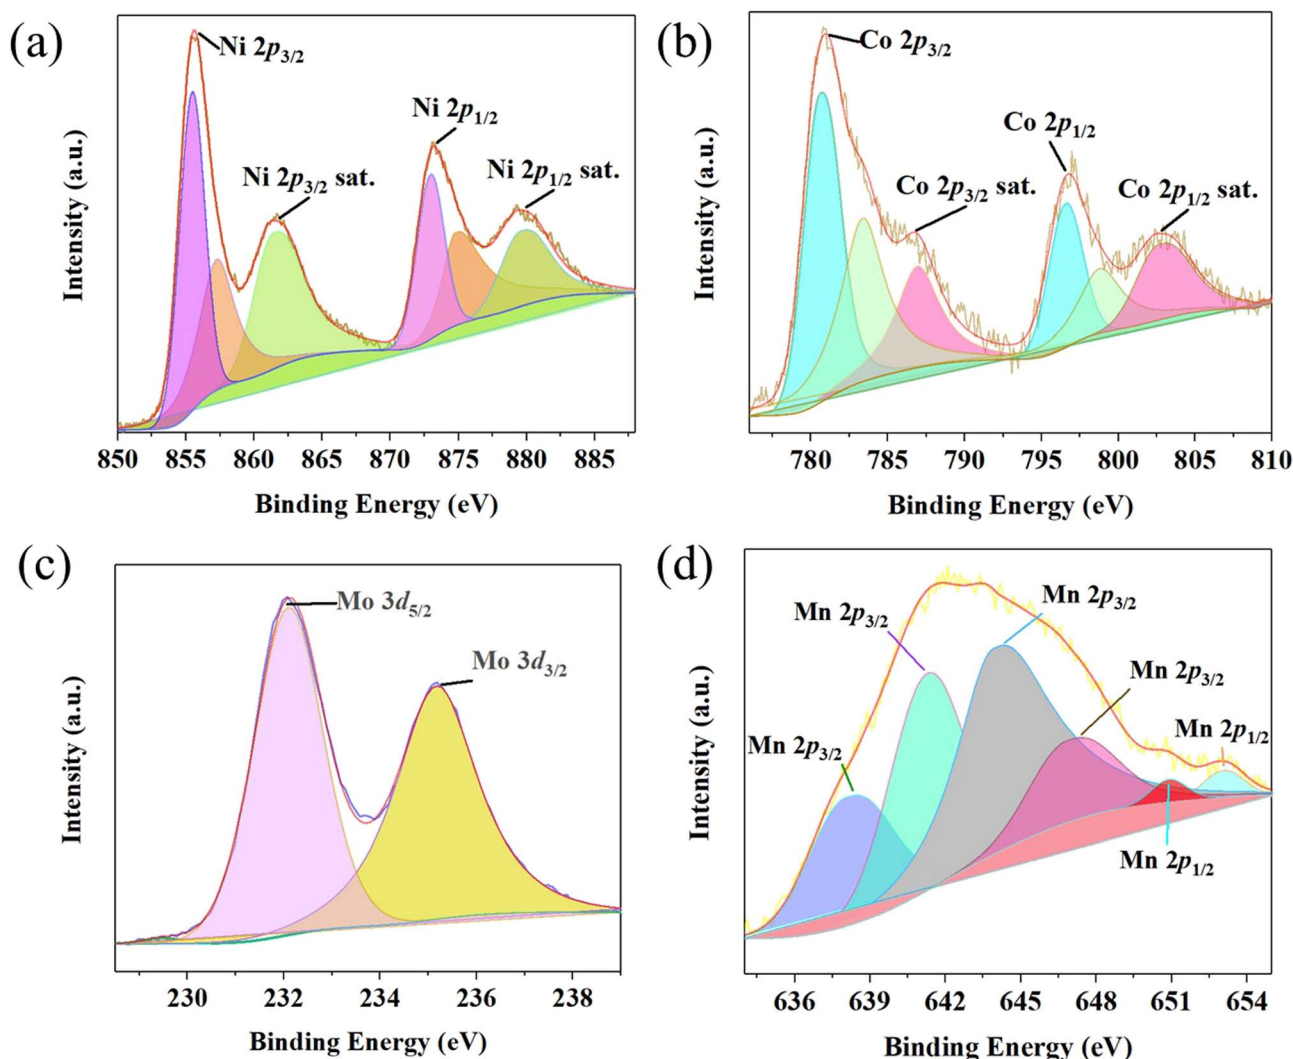 (a)
Ni 2p3/2
Ni 2p3/2 sat.
Ni 2p1/2
Ni 2p1/2 sat.
Intensity (a.u.)
850 855 860 865 870 875 880 885
Binding Energy (eV)
(b)
Co 2p3/2
Co 2p3/2 sat.
Co 2p1/2
Co 2p1/2 sat.
Intensity (a.u.)
780 785 790 795 800 805 810
Binding Energy (eV)
(c)
Mo 3d5/2
Mo 3d3/2
Intensity (a.u.)
230 232 234 236 238
Binding Energy (eV)
(d)
Mn 2p3/2
Mn 2p3/2
Mn 2p3/2
Mn 2p3/2
Mn 2p1/2
Mn 2p1/2
Intensity (a.u.)
636 639 642 645 648 651 654
Binding Energy (eV)